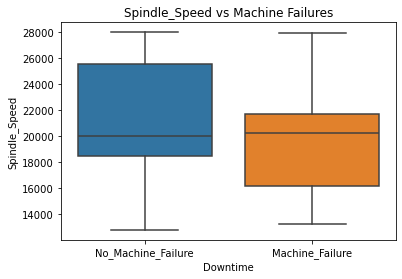 Spindle_Speed vs Machine Failures
28000
26000
24000
22000
20000
18000
16000
14000
Spindle_Speed
No_Machine_Failure
Machine_Failure
Downtime